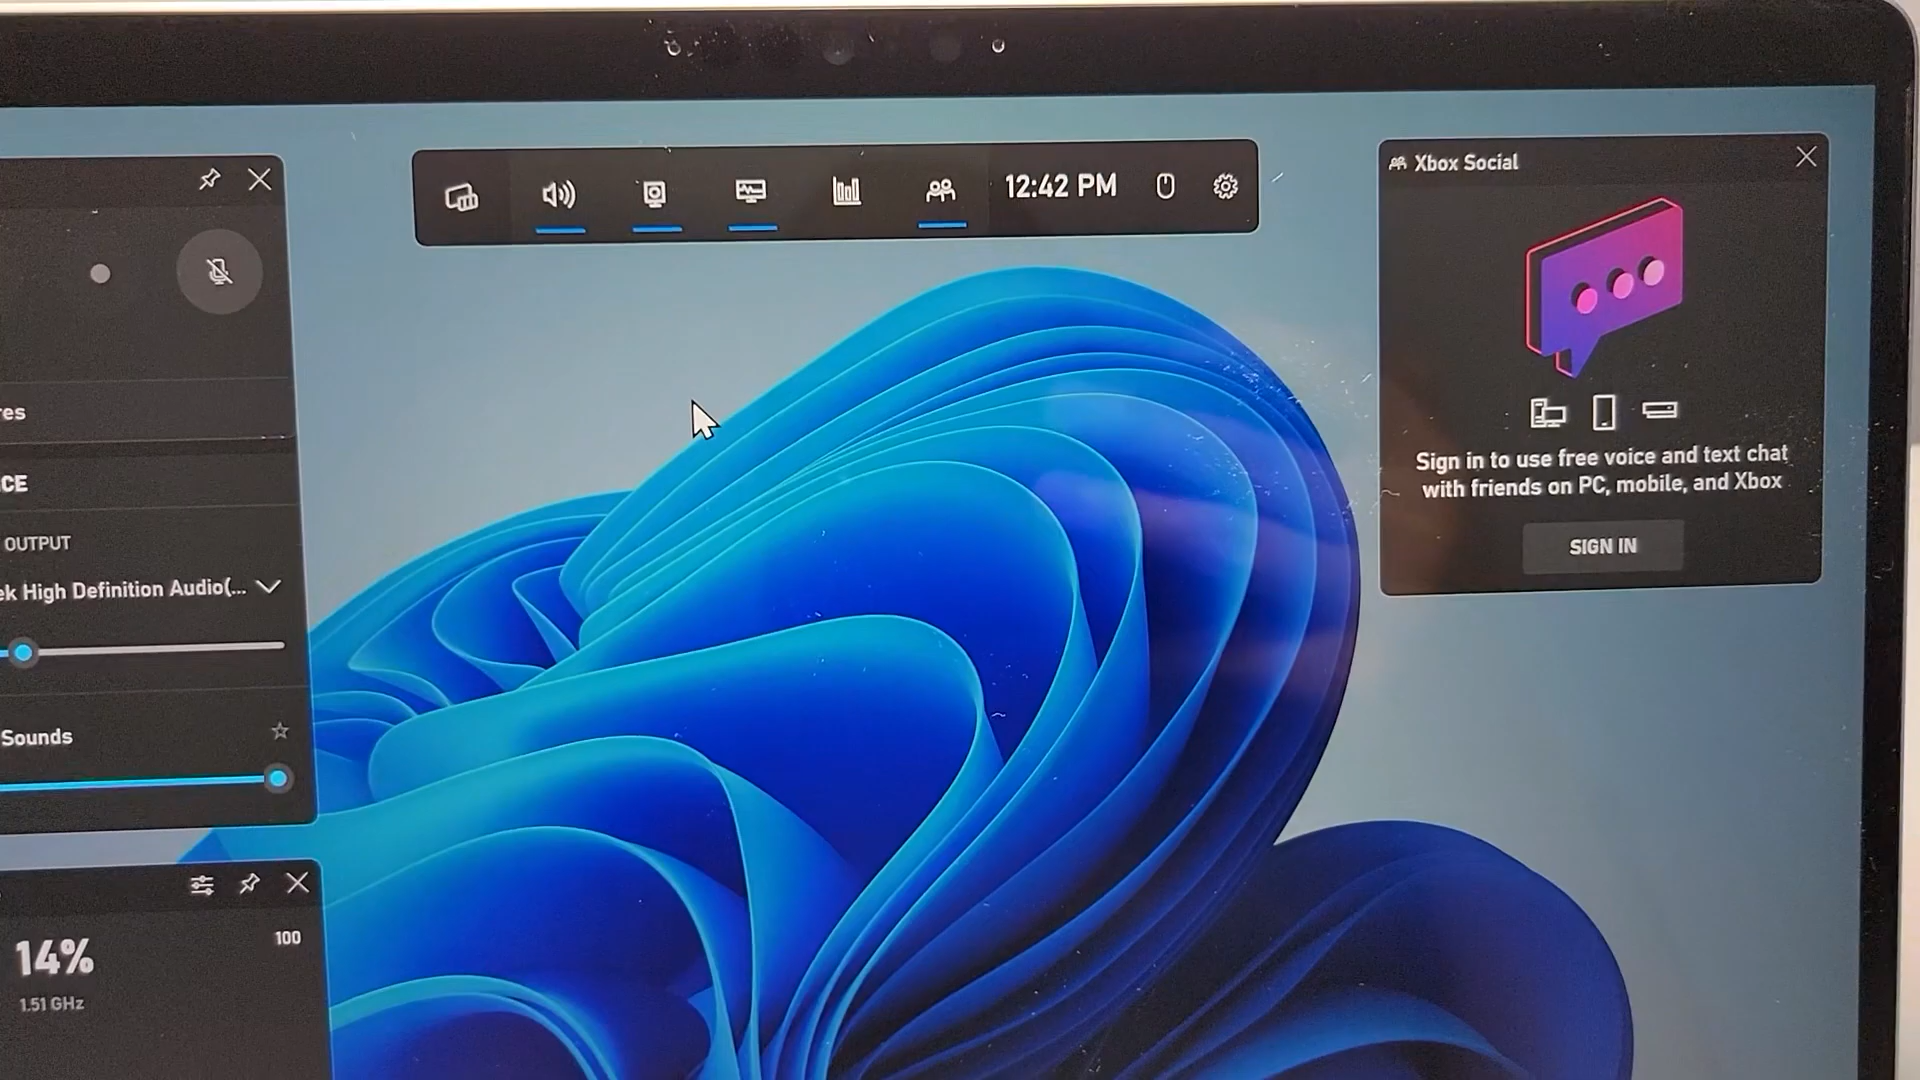 12:42 PM
Xbox Social
Sign in to use free voice and text chat
with friends on PC, mobile, and Xbox
SIGN IN
res
CE
OUTPUT
ek High Definition Audio(...
Sounds
14%
100
1.51 GHz